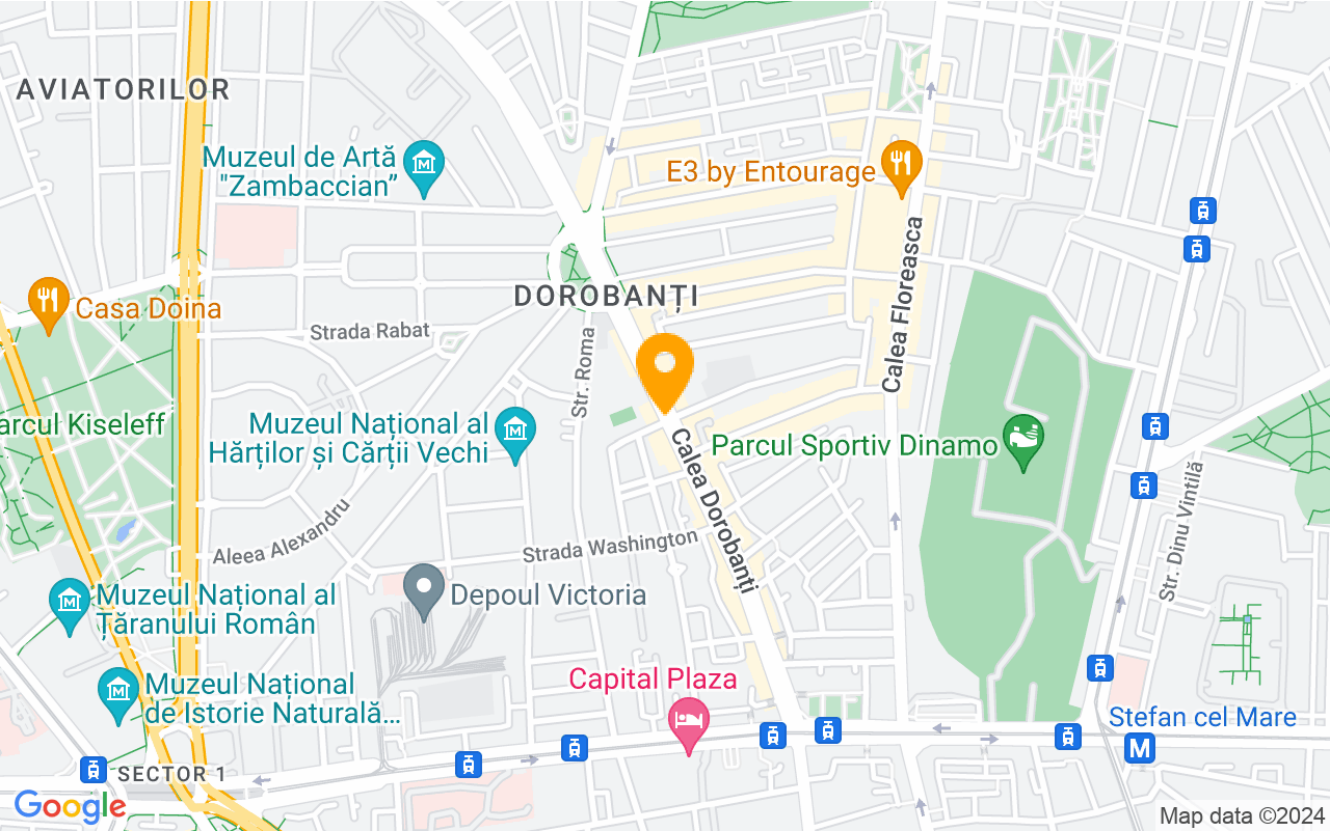 AVIATORILOR
Muzeul de Artă
"Zambaccian”
E3 by Entourage
Casa Doina
DOROBANȚI
Calea Floreasca
Strada Rabat
Str. Roma
arcul Kiseleff
Muzeul Național al
Hărților și Cărții Vechi
Parcul Sportiv Dinamo
Calea Dorobanți
Str. Dinu Vintilă
Aleea Alexandru
Strada Washington
Muzeul Național al
Țăranului Român
Depoul Victoria
Muzeul Național
de Istorie Naturală...
Capital Plaza
Stefan cel Mare
M
SECTOR 1
Google
Map data ©2024